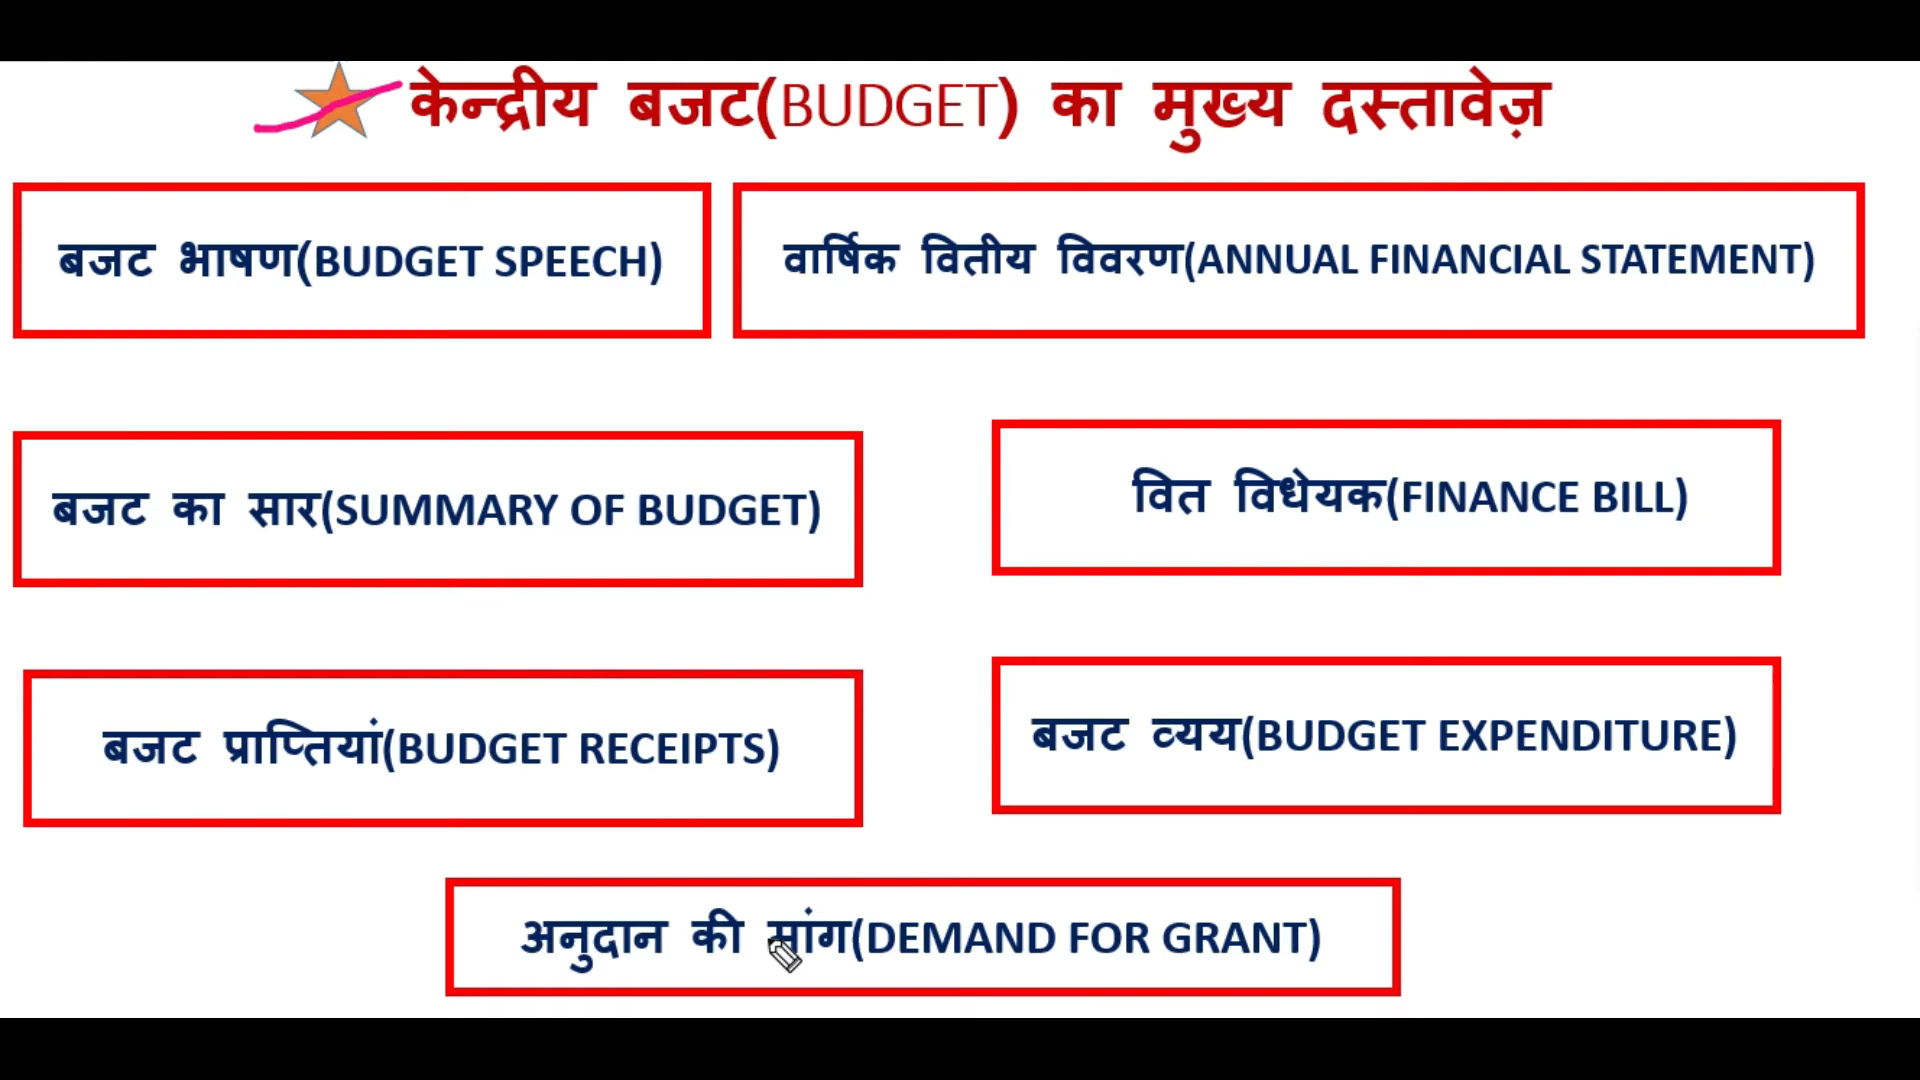 केन्द्रीय बजट(BUDGET) का मुख्य दस्तावेज़
बजट भाषण(BUDGET SPEECH)
वार्षिक वितीय विवरण(ANNUAL FINANCIAL STATEMENT)
बजट का सार(SUMMARY OF BUDGET)
वित विधेयक(FINANCE BILL)
बजट प्राप्तियां(BUDGET RECEIPTS)
बजट व्यय(BUDGET EXPENDITURE)
अनुदान की मांग(DEMAND FOR GRANT)